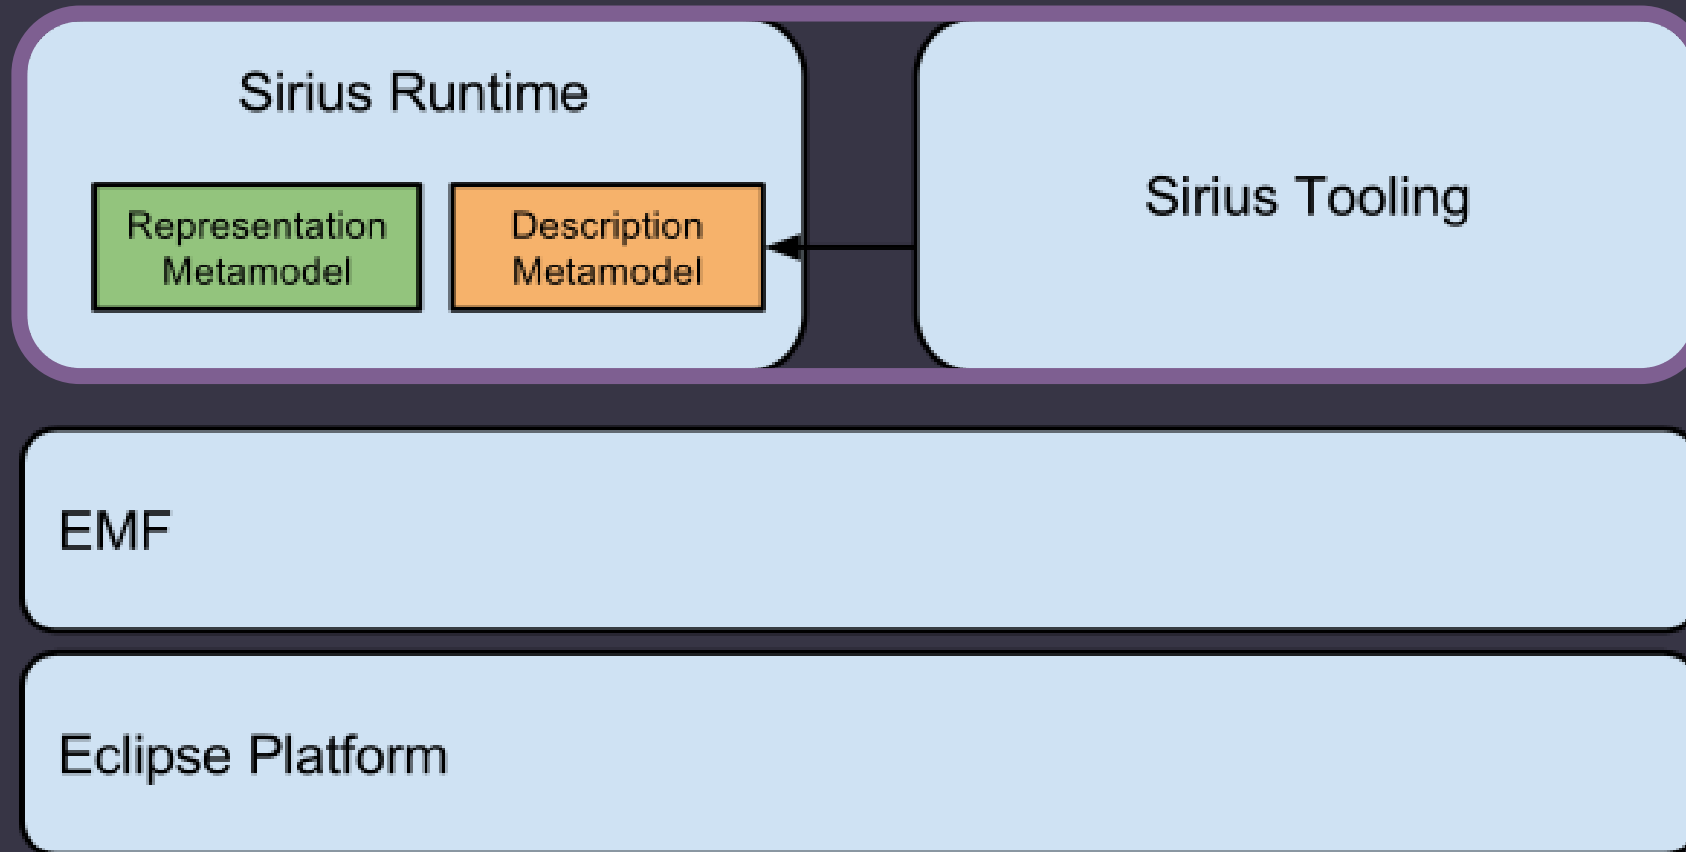 Sirius Runtime
Representation
Metamodel
Description
Metamodel
Sirius Tooling
EMF
Eclipse Platform